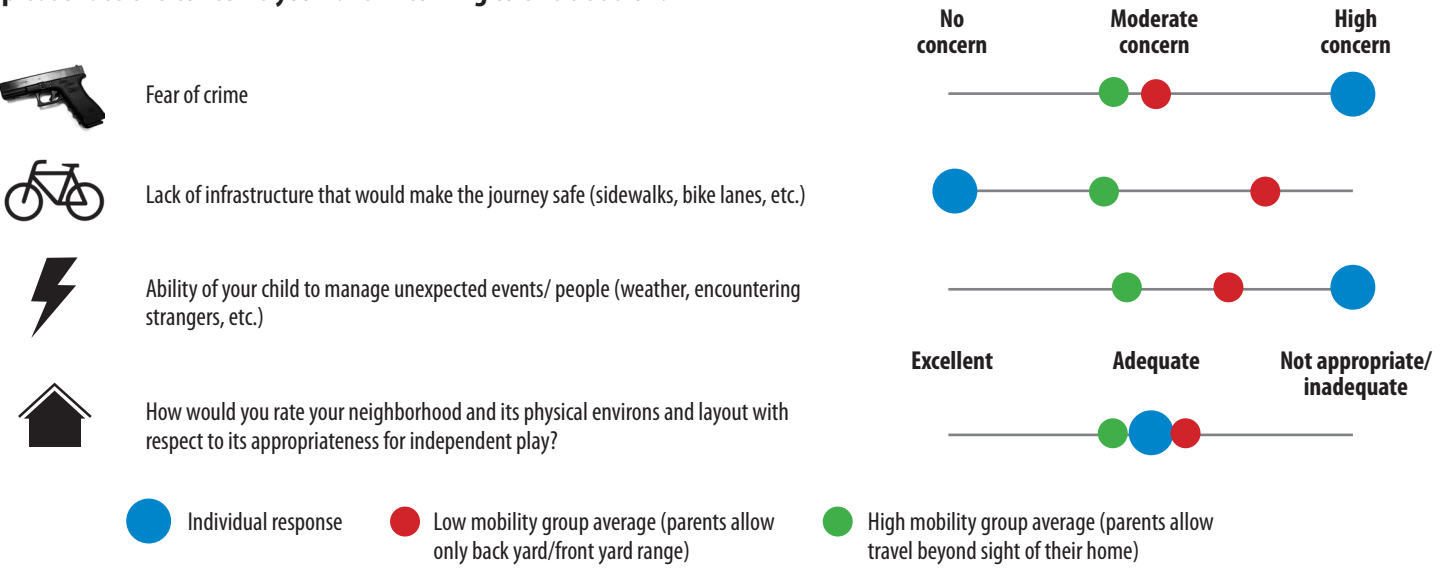 No
concern
Moderate
concern
High
concern
Fear of crime
Lack of infrastructure that would make the journey safe (sidewalks, bike lanes, etc.)
Ability of your child to manage unexpected events/ people (weather, encountering
strangers, etc.)
Excellent
Adequate
Not appropriate/
inadequate
How would you rate your neighborhood and its physical environs and layout with
respect to its appropriateness for independent play?
Individual response
Low mobility group average (parents allow
only back yard/front yard range)
High mobility group average (parents allow
travel beyond sight of their home)